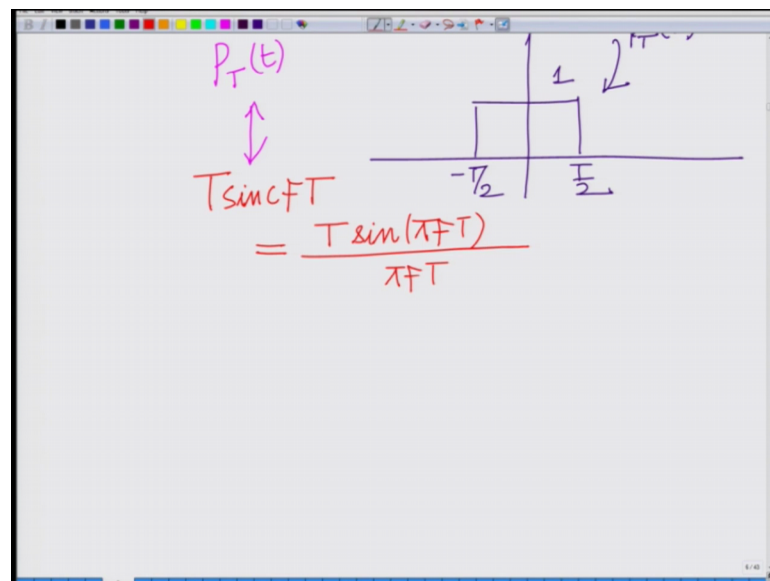 P_T(t)
1
-T/2
T/2
T sinc FT
= T sin(πFT) / πFT